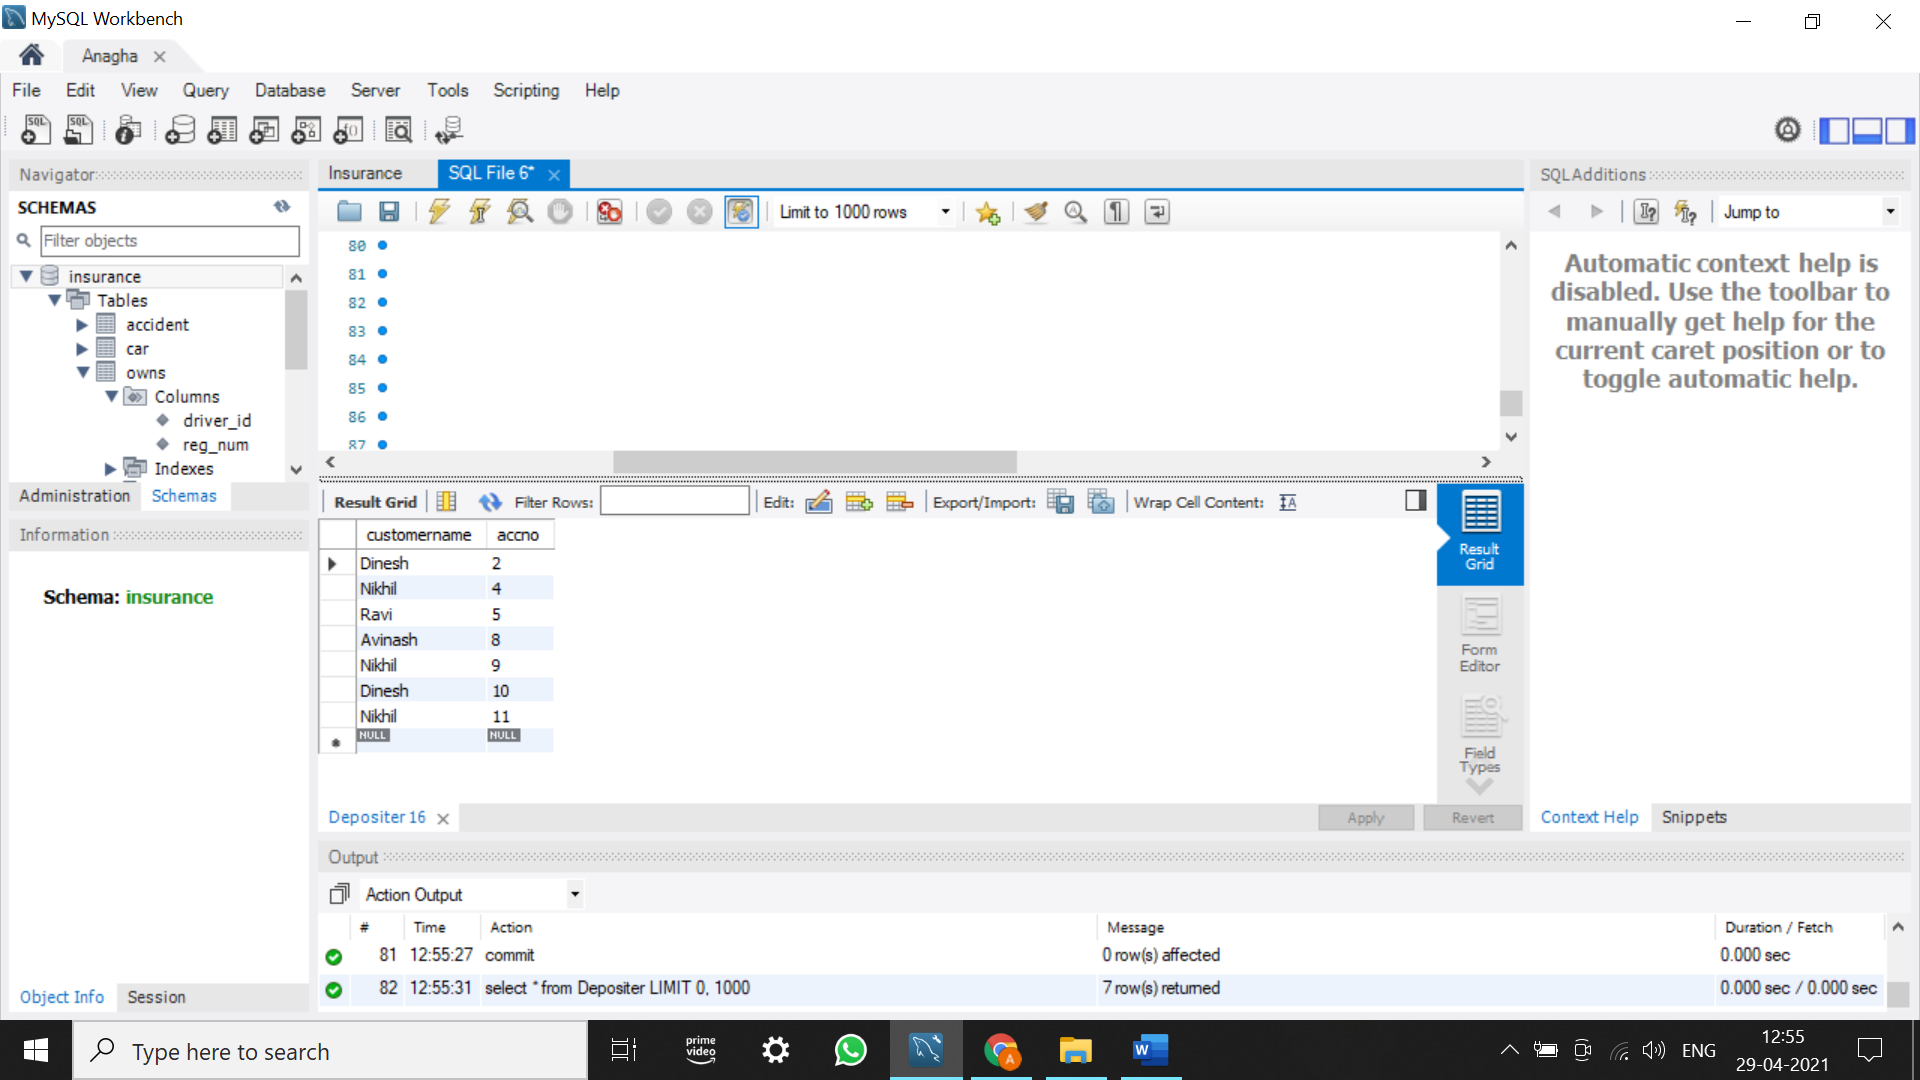 MySQL Workbench
Anagha
File Edit View Query Database Server Tools Scripting Help
Navigator
SCHEMAS
Filter objects
insurance
Tables
accident
car
owns
Columns
driver_id
reg_num
Indexes
Administration Schemas
Information
Schema: insurance
Object Info Session
Insurance SQL File 6*
Limit to 1000 rows
80
81
82
83
84
85
86
87
Result Grid Filter Rows: Edit: Export/Import: Wrap Cell Content:
customername accno
Dinesh 2
Nikhil 4
Ravi 5
Avinash 8
Nikhil 9
Dinesh 10
Nikhil 11
NULL NULL
Result
Grid
Form
Editor
Field
Types
Depositer 16
Apply Revert
SQLAdditions
Jump to
Automatic context help is
disabled. Use the toolbar to
manually get help for the
current caret position or to
toggle automatic help.
Context Help Snippets
Output
Action Output
# Time Action Message Duration / Fetch
81 12:55:27 commit 0 row(s) affected 0.000 sec
82 12:55:31 select * from Depositer LIMIT 0, 1000 7 row(s) returned 0.000 sec / 0.000 sec
Type here to search
prime
video
A
W
ENG
12:55
29-04-2021